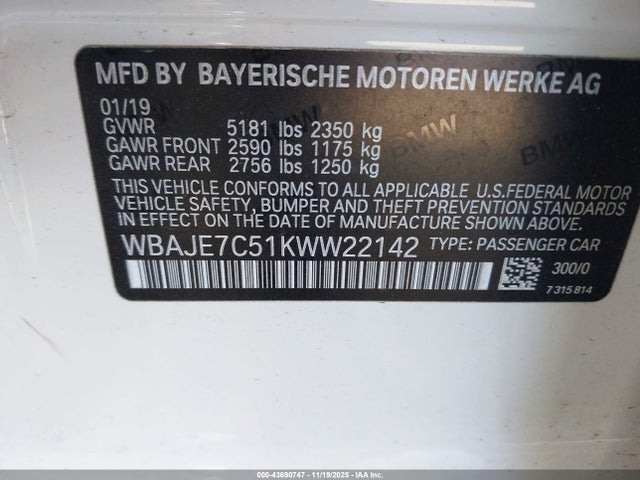 MFD BY BAYERISCHE MOTOREN WERKE AG
01/19
GVWR 5181 lbs 2350 kg
GAWR FRONT 2590 lbs 1175 kg
GAWR REAR 2756 lbs 1250 kg
THIS VEHICLE CONFORMS TO ALL APPLICABLE U.S.FEDERAL MOTOR
VEHICLE SAFETY, BUMPER AND THEFT PREVENTION STANDARDS
IN EFFECT ON THE DATE OF MANUFACTURE SHOWN ABOVE.
WBAJE7C51KWW22142 TYPE: PASSENGER CAR
300/0
7 315 814
00-43690747 - 11/19/2025 - IAAI.COM